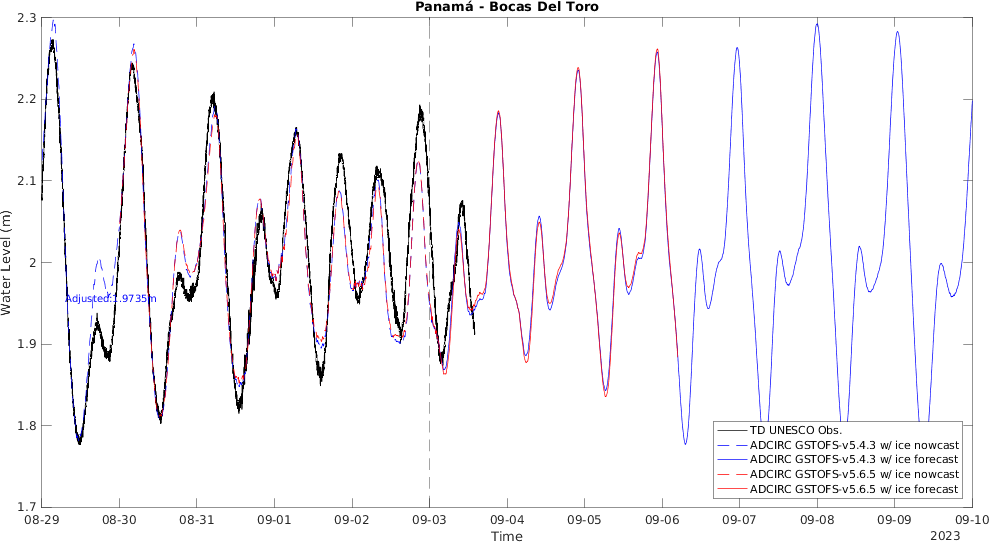 Panamá - Bocas Del Toro
Water Level (m)
2.3
2.2
2.1
2
1.9
1.8
1.7
Adjusted:1.9735m
TD UNESCO Obs.
ADCIRC GSTOFS-v5.4.3 w/ ice nowcast
ADCIRC GSTOFS-v5.4.3 w/ ice forecast
ADCIRC GSTOFS-v5.6.5 w/ ice nowcast
ADCIRC GSTOFS-v5.6.5 w/ ice forecast
08-29 08-30 08-31 09-01 09-02 09-03 09-04 09-05 09-06 09-07 09-08 09-09 09-10
Time
2023